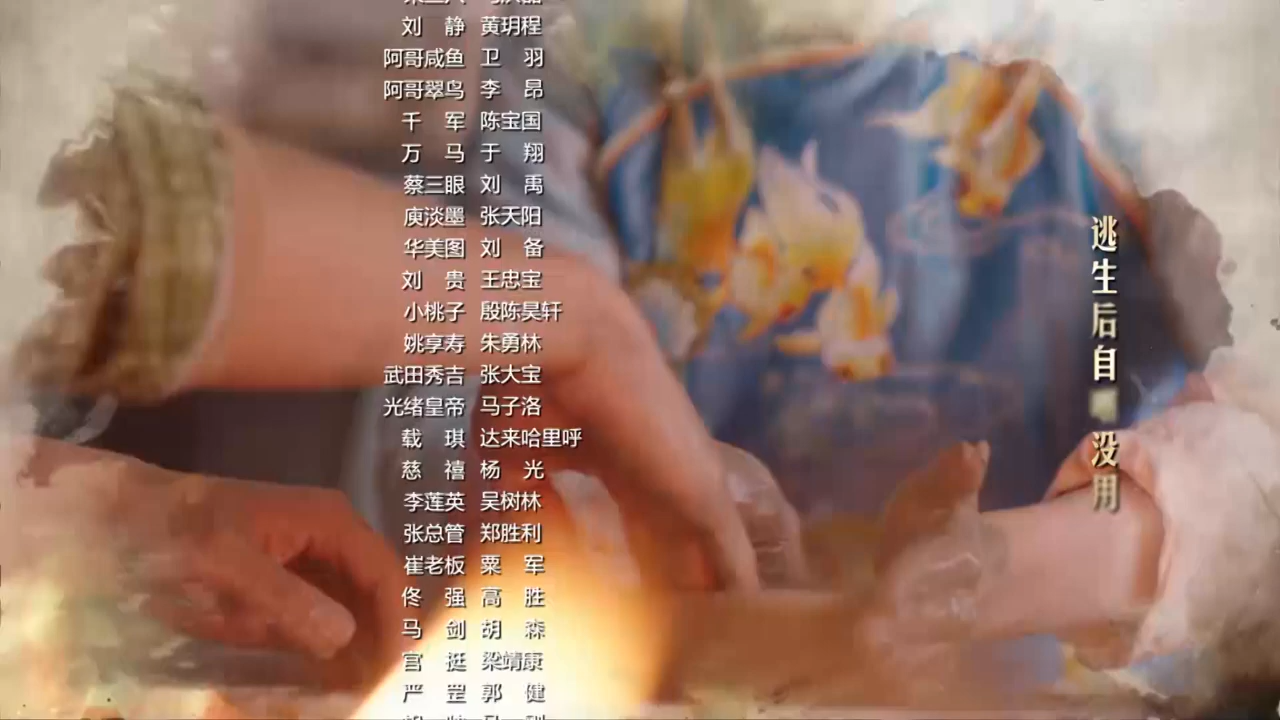 刘 静 黄玥程
阿哥咸鱼 卫 羽
阿哥翠鸟 李 昂
千 军 陈宝国
万 马 于 翔
蔡三眼 刘 禹
庾淡墨 张天阳
华美图 刘 备
刘 贵 王忠宝
小桃子 殷陈昊轩
姚享寿 朱勇林
武田秀吉 张大宝
光绪皇帝 马子洛
载 琪 达来哈里呼
慈 禧 杨 光
李莲英 吴树林
张总管 郑胜利
崔老板 粟 军
佟 强 高 胜
马 剑 胡 森
宫 挺 梁靖康
严 罡 郭 健
逃生后自 没用